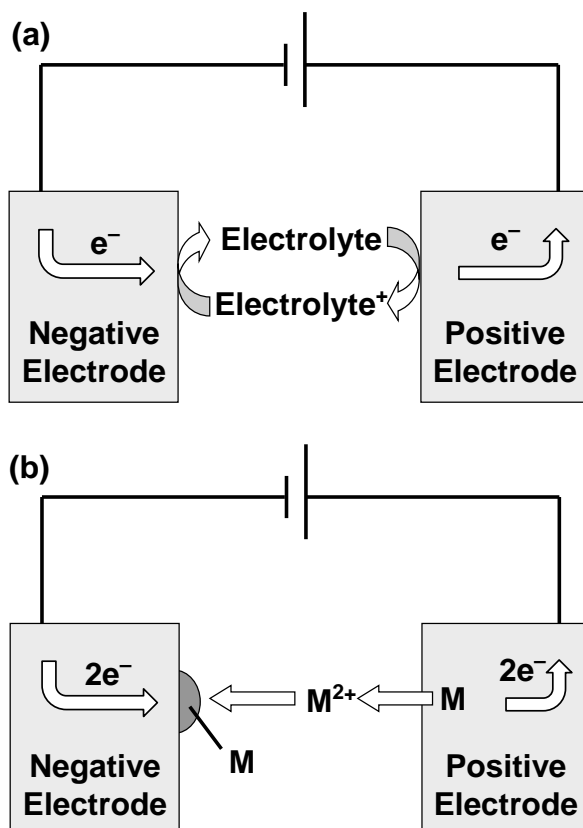 (a)
e⁻
Electrolyte
e⁻
Electrolyte⁺
Negative
Electrode
Positive
Electrode
(b)
2e⁻
M²⁺
M
2e⁻
M
Negative
Electrode
Positive
Electrode